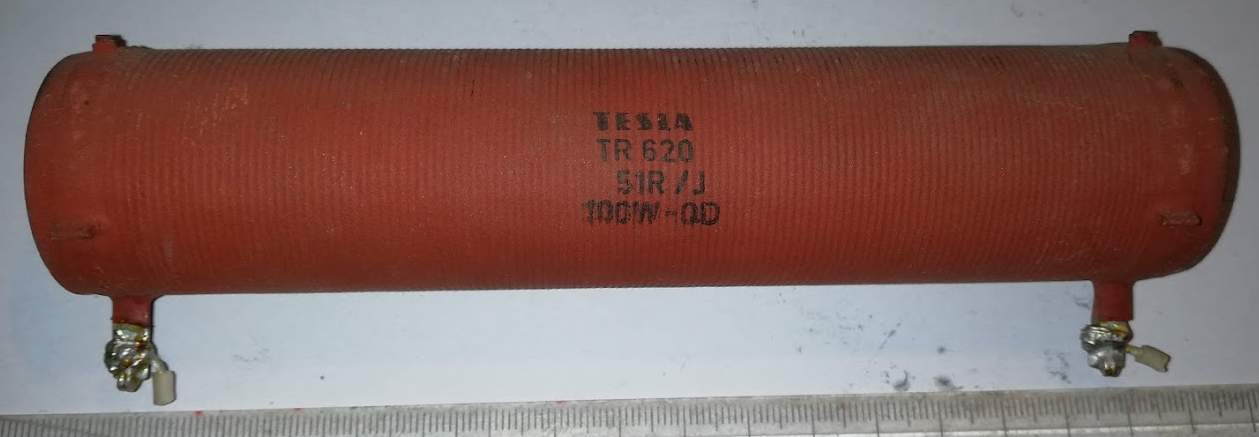 TESLA
TR 620
51R/J
100W-QD